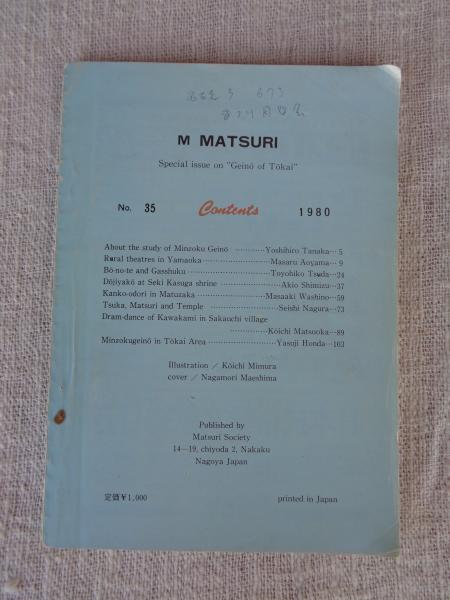 673
M MATSURI
Special issue on "Geinō of Tōkai"
No. 35 Contents 1980
About the study of Minzoku Geinō …………Yoshihiro Tanaka…5
Rural theatres in Yamaoka……………………Masaru Aoyama…9
Bō-no-te and Gasshuku …………………………Toyohiko Tsuda…24
Dōjiyakō at Seki Kasuga shrine ………………Akio Shimizu…37
Kanko-odori in Matuzaka………………………Masaaki Washino…59
Tsuka, Matsuri and Temple ……………………Seishi Nagura…73
Dram-dance of Kawakami in Sakauchi village
……………………Kōichi Matsuoka…89
Minzokugeinō in Tōkai Area……………………Yasuji Honda…103
Illustration / Kōichi Mimura
cover / Nagamori Maeshima
Published by
Matsuri Society
14—19, chiyoda 2, Nakaku
Nagoya Japan
定価¥1,000 printed in Japan